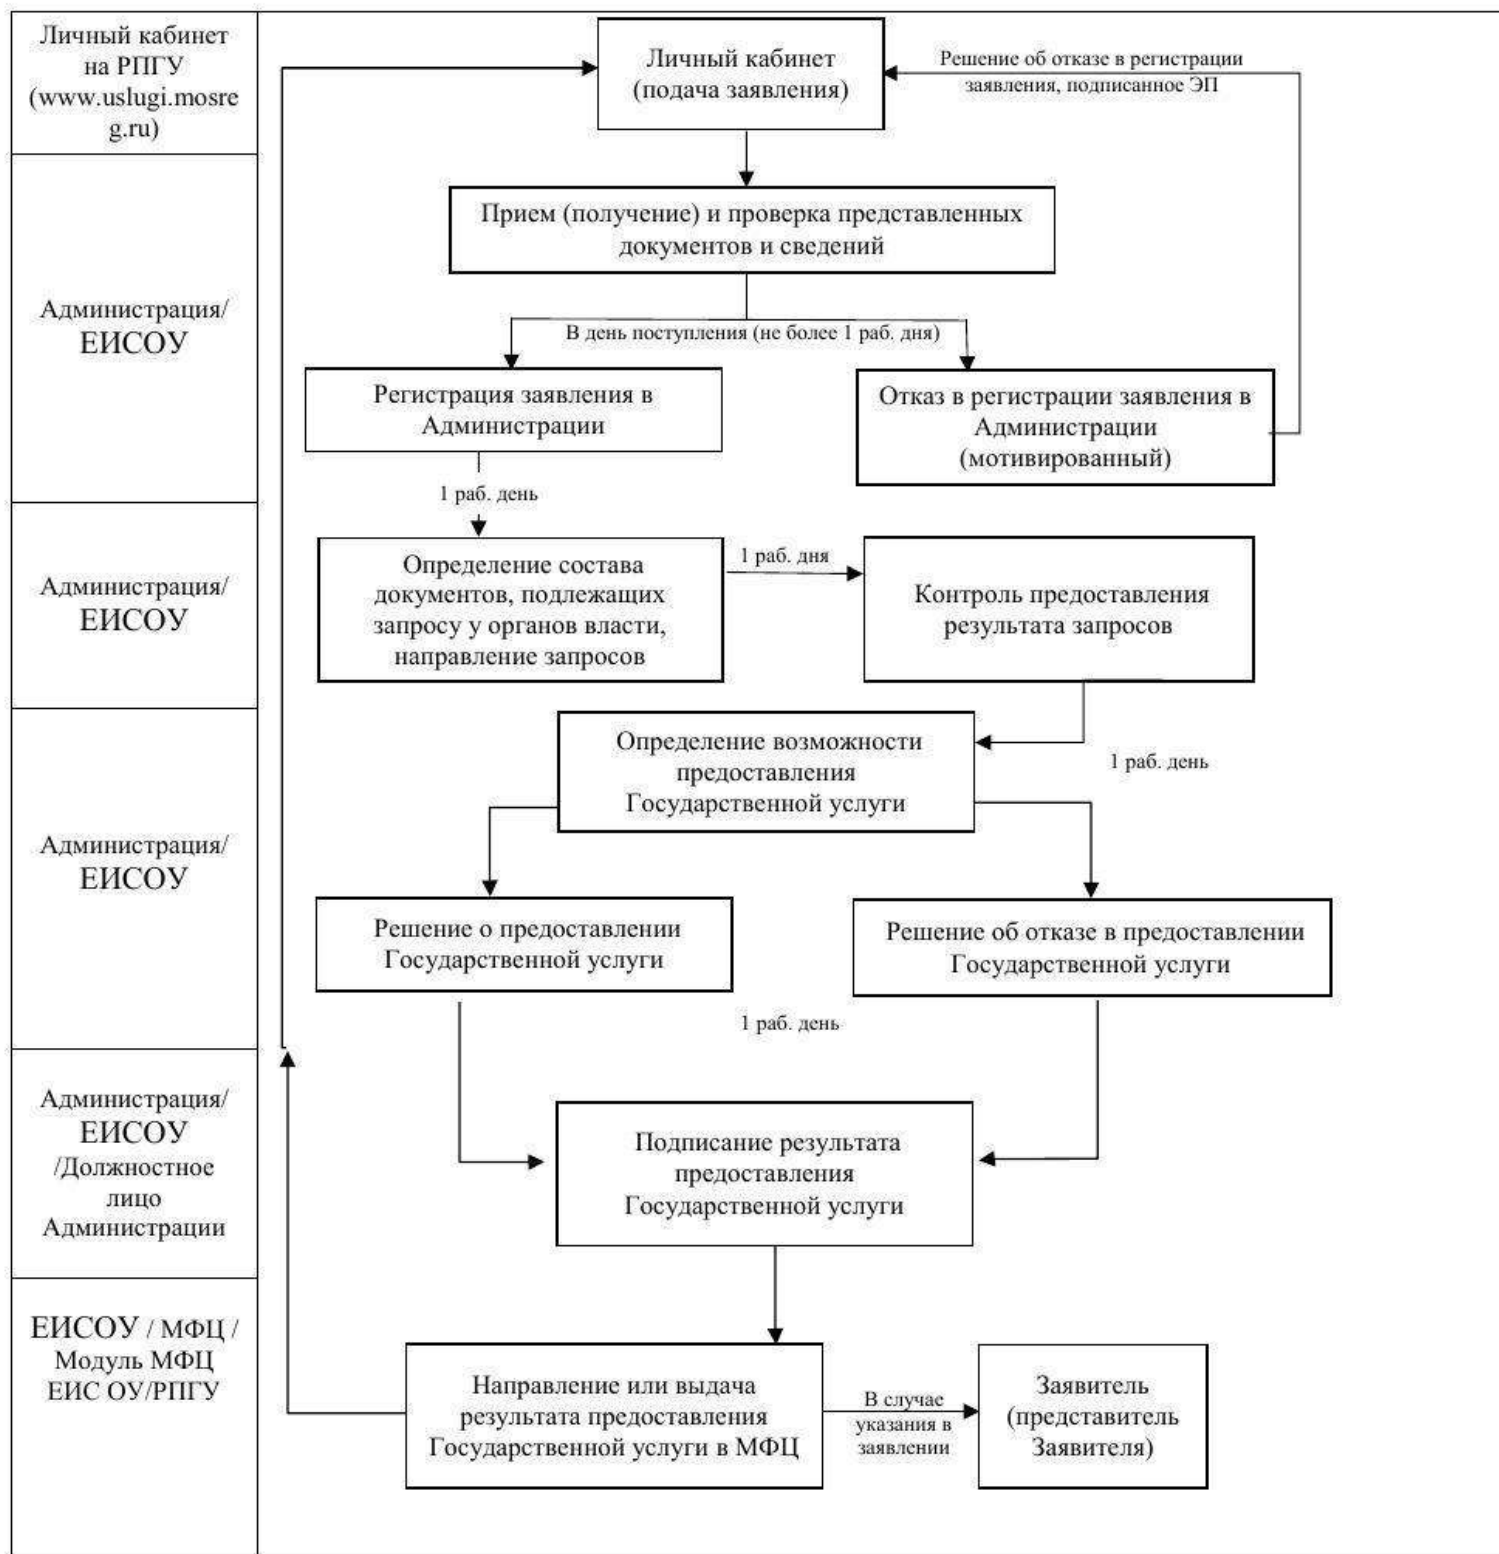 Личный кабинет
на РПГУ
(www.uslugi.mosre
g.ru)
Личный кабинет
(подача заявления)
Решение об отказе в регистрации
заявления, подписанное ЭП
Администрация/
ЕИСОУ
Прием (получение) и проверка представленных
документов и сведений
В день поступления (не более 1 раб. дня)
Регистрация заявления в
Администрации
Отказ в регистрации заявления в
Администрации
(мотивированный)
1 раб. день
Администрация/
ЕИСОУ
Определение состава
документов, подлежащих
запросу у органов власти,
направление запросов
1 раб. дня
Контроль предоставления
результата запросов
Администрация/
ЕИСОУ
Определение возможности
предоставления
Государственной услуги
1 раб. день
Решение о предоставлении
Государственной услуги
Решение об отказе в предоставлении
Государственной услуги
1 раб. день
Администрация/
ЕИСОУ
/Должностное
лицо
Администрации
Подписание результата
предоставления
Государственной услуги
ЕИСОУ / МФЦ /
Модуль МФЦ
ЕИС ОУ/РПГУ
Направление или выдача
результата предоставления
Государственной услуги в МФЦ
В случае
указания в
заявлении
Заявитель
(представитель
Заявителя)